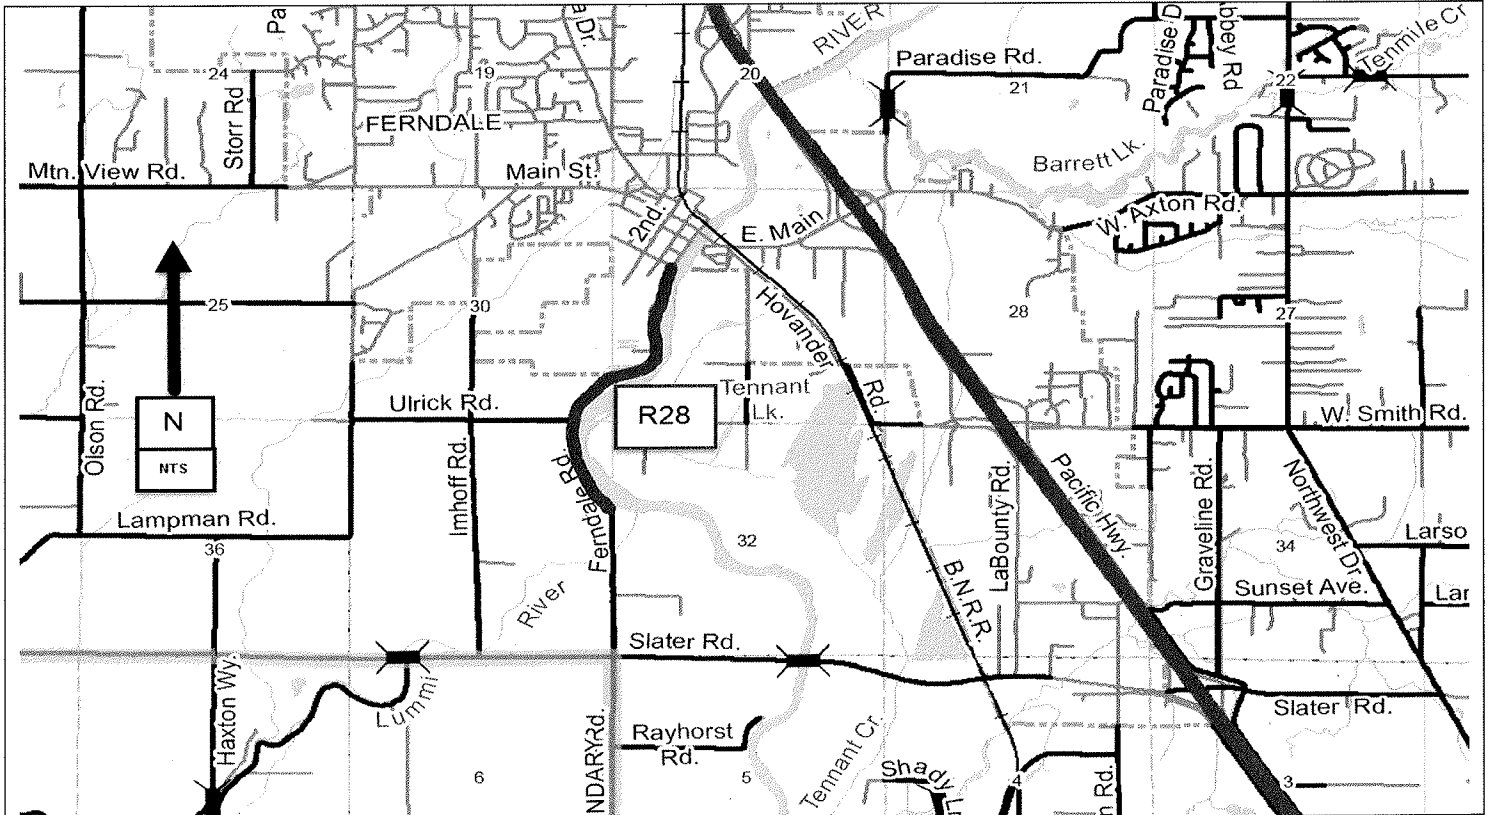 Pa
a Dr.
RIVER
Paradise D
bbey Rd
Tenmile Cr
24
19
20
Paradise Rd.
21
22
Storr Rd
FERNDALE
Barrett Lk.
Mtn. View Rd.
Main St.
2nd.
E. Main
W. Axton Rd.
25
30
Hovander
Rd.
28
27
Olson Rd.
Ulrick Rd.
R28
Tennant
Lk.
W. Smith Rd.
N
NTS
Imhoff Rd.
Ferndale Rd.
LaBounty Rd.
Pacific Hwy.
Graveline Rd.
Northwest Dr
Lampman Rd.
36
32
34
Larso
B.N.R.R.
Sunset Ave.
Lar
River
Slater Rd.
Haxton Wy.
Lummi
Slater Rd.
NDARYRd.
Rayhorst
Rd.
Tennant Cr.
Shady Ln
6
5
4
n Rd.
3